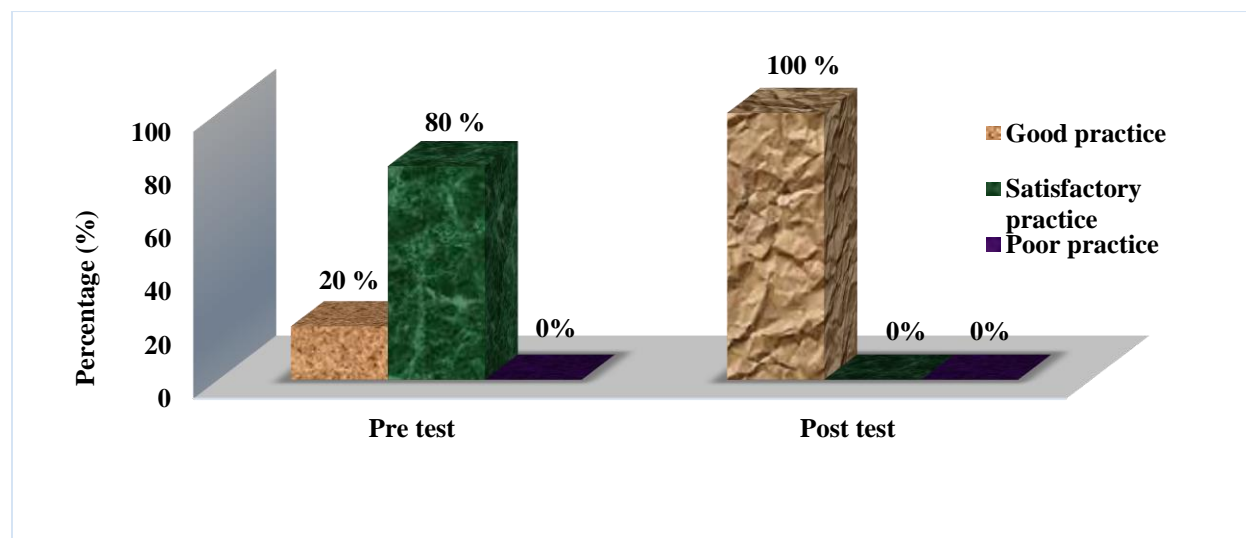 100 %
80 %
20 %
0%
0%
0%
100
80
60
40
20
0
Percentage (%)
Pre test
Post test
Good practice
Satisfactory
practice
Poor practice